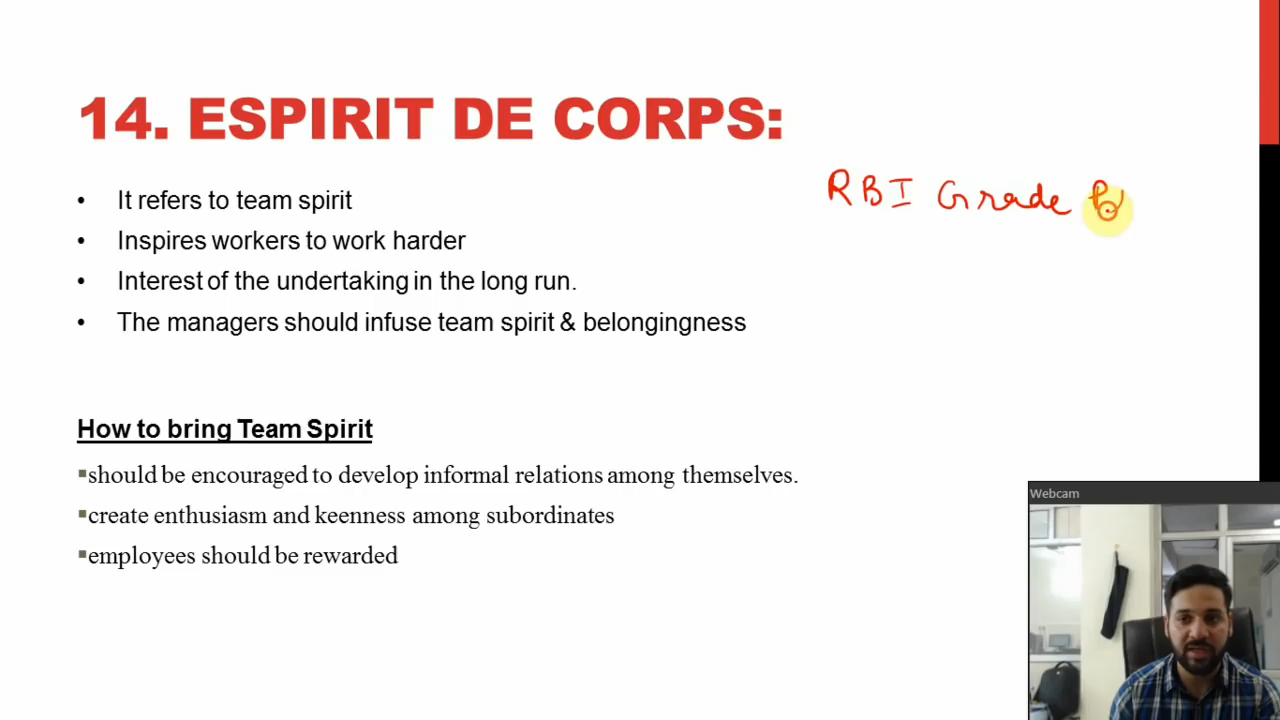 14. ESPIRIT DE CORPS:
RBI Grade B
• It refers to team spirit
• Inspires workers to work harder
• Interest of the undertaking in the long run.
• The managers should infuse team spirit & belongingness
How to bring Team Spirit
▪should be encouraged to develop informal relations among themselves.
▪create enthusiasm and keenness among subordinates
▪employees should be rewarded
Webcam